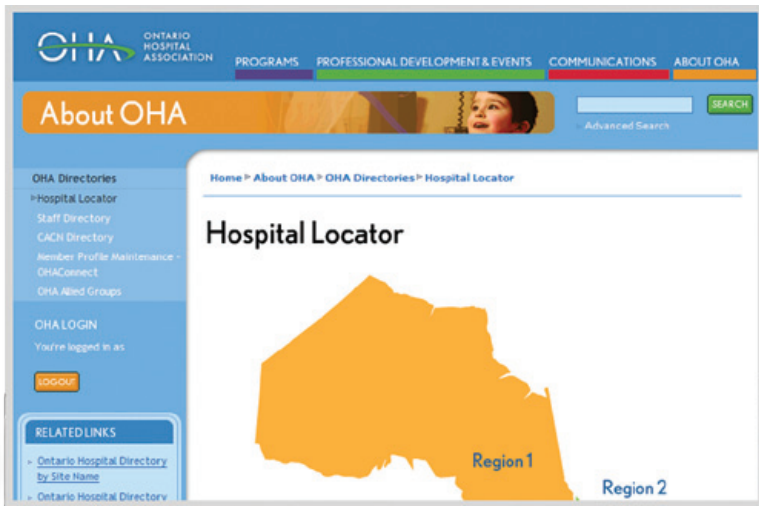 OHA
ONTARIO
HOSPITAL
ASSOCIATION
PROGRAMS
PROFESSIONAL DEVELOPMENT & EVENTS
COMMUNICATIONS
ABOUT OHA
About OHA
SEARCH
Advanced Search
OHA Directories
Hospital Locator
Staff Directory
CACN Directory
Member Profile Maintenance -
OHAConnect
OHA Allied Groups
OHA LOGIN
You're logged in as
LOGOUT
RELATED LINKS
Ontario Hospital Directory
by Site Name
Ontario Hospital Directory
Home About OHA OHA Directories Hospital Locator
Hospital Locator
Region 1
Region 2